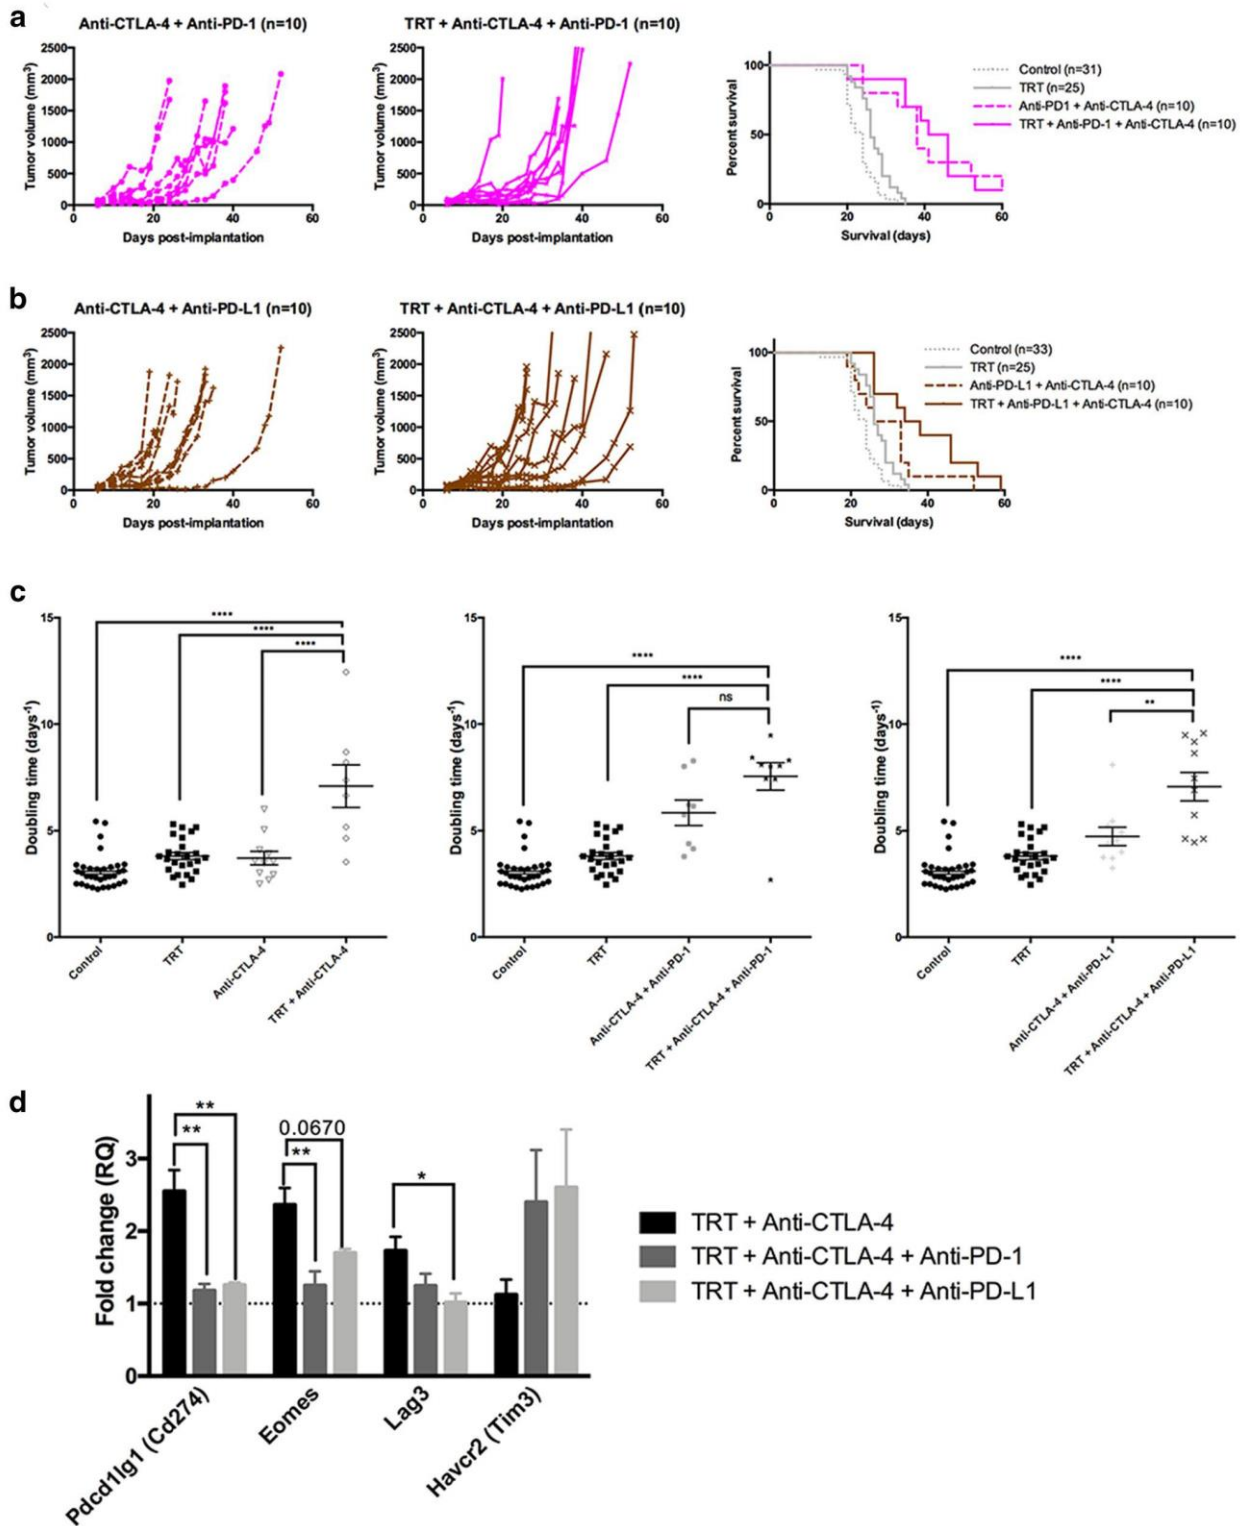 a
Anti-CTLA-4 + Anti-PD-1 (n=10)
TRT + Anti-CTLA-4 + Anti-PD-1 (n=10)
Tumor volume (mm³)
2500
2000
1500
1000
500
0
0
20
40
60
Days post-implantation
Tumor volume (mm³)
2500
2000
1500
1000
500
0
0
20
40
60
Days post-implantation
Percent survival
100
50
0
0
20
40
60
Survival (days)
Control (n=31)
TRT (n=25)
Anti-PD1 + Anti-CTLA-4 (n=10)
TRT + Anti-PD-1 + Anti-CTLA-4 (n=10)
b
Anti-CTLA-4 + Anti-PD-L1 (n=10)
TRT + Anti-CTLA-4 + Anti-PD-L1 (n=10)
Tumor volume (mm³)
2500
2000
1500
1000
500
0
0
20
40
60
Days post-implantation
Tumor volume (mm³)
2500
2000
1500
1000
500
0
0
20
40
60
Days post-implantation
Percent survival
100
50
0
0
20
40
60
Survival (days)
Control (n=33)
TRT (n=25)
Anti-PD-L1 + Anti-CTLA-4 (n=10)
TRT + Anti-PD-L1 + Anti-CTLA-4 (n=10)
c
Doubling time (days⁻¹)
15
10
5
0
****
****
****
Control
TRT
Anti-CTLA-4
TRT + Anti-CTLA-4
Doubling time (days⁻¹)
15
10
5
0
****
****
ns
Control
TRT
Anti-CTLA-4 + Anti-PD-1
TRT + Anti-CTLA-4 + Anti-PD-1
Doubling time (days⁻¹)
15
10
5
0
****
****
**
Control
TRT
Anti-CTLA-4 + Anti-PD-L1
TRT + Anti-CTLA-4 + Anti-PD-L1
d
Fold change (RQ)
3
2
1
0
**
**
0.0670
**
*
Pdcd1lg1 (Cd274)
Eomes
Lag3
Havcr2 (Tim3)
TRT + Anti-CTLA-4
TRT + Anti-CTLA-4 + Anti-PD-1
TRT + Anti-CTLA-4 + Anti-PD-L1